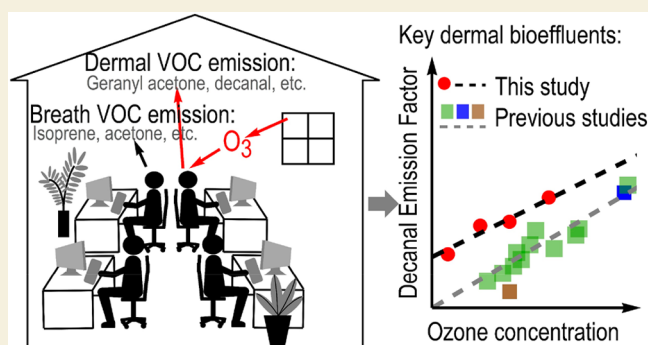 Dermal VOC emission:
Geranyl acetone, decanal, etc.
Breath VOC emission:
Isoprene, acetone, etc.
O3
Key dermal bioeffluents:
This study
Previous studies
Decanal Emission Factor
Ozone concentration